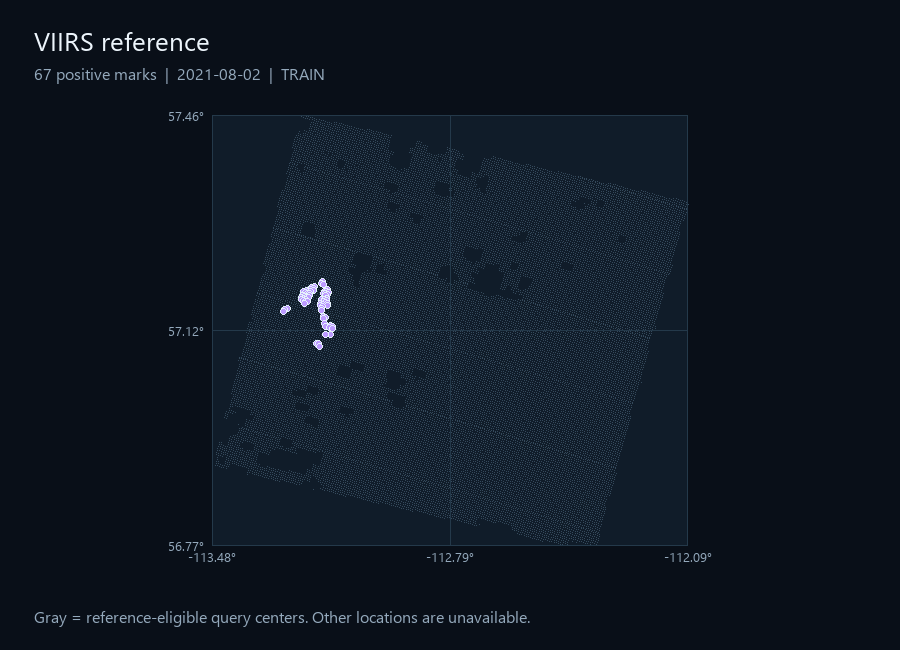 VIIRS reference
67 positive marks | 2021-08-02 | TRAIN
57.46°
57.12°
56.77°
-113.48°
-112.79°
-112.09°
Gray = reference-eligible query centers. Other locations are unavailable.